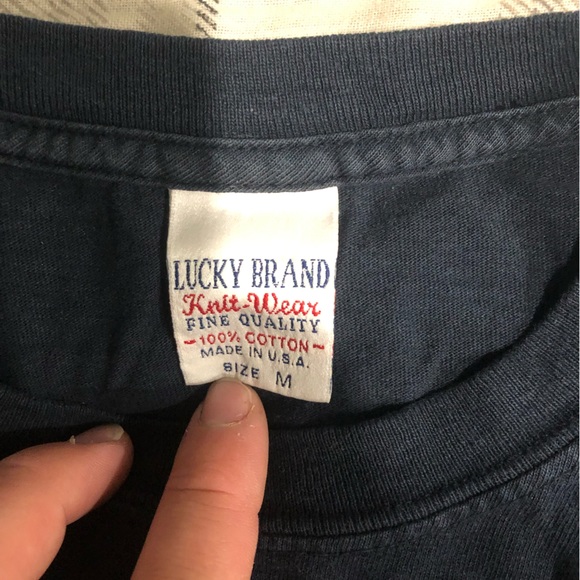 LUCKY BRAND
Knit-Wear
FINE QUALITY
-100% COTTON-
MADE IN U.S.A.
SIZE M